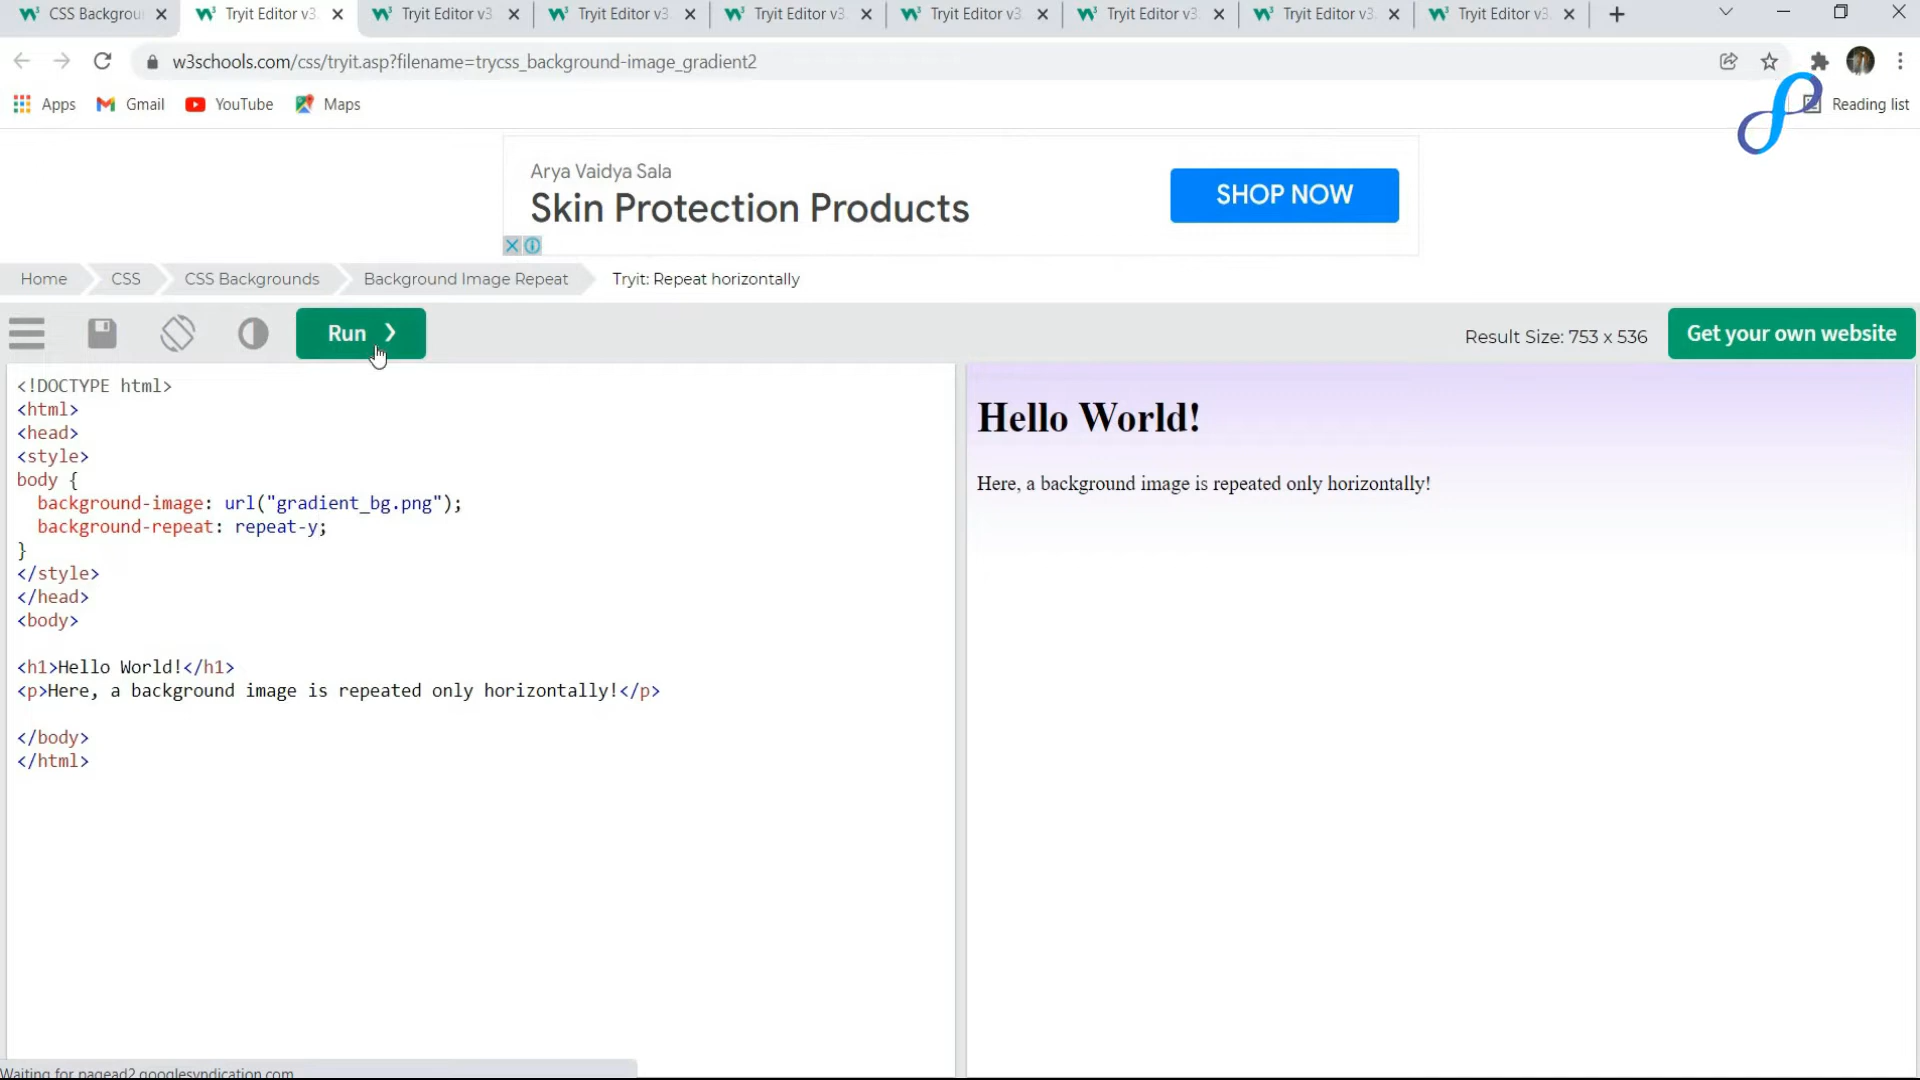 CSS Backgrou
Tryit Editor v3
Tryit Editor v3
Tryit Editor v3
Tryit Editor v3
Tryit Editor v3
Tryit Editor v3
Tryit Editor v3
Tryit Editor v3
w3schools.com/css/tryit.asp?filename=trycss_background-image_gradient2
Apps
Gmail
YouTube
Maps
Reading list
Arya Vaidya Sala
Skin Protection Products
SHOP NOW
Home
CSS
CSS Backgrounds
Background Image Repeat
Tryit: Repeat horizontally
Run ❯
Result Size: 753 x 536
Get your own website
<!DOCTYPE html>
<html>
<head>
<style>
body {
  background-image: url("gradient_bg.png");
  background-repeat: repeat-y;
}
</style>
</head>
<body>
<h1>Hello World!</h1>
<p>Here, a background image is repeated only horizontally!</p>
</body>
</html>
Hello World!
Here, a background image is repeated only horizontally!
Waiting for pagead2.googlesyndication.com